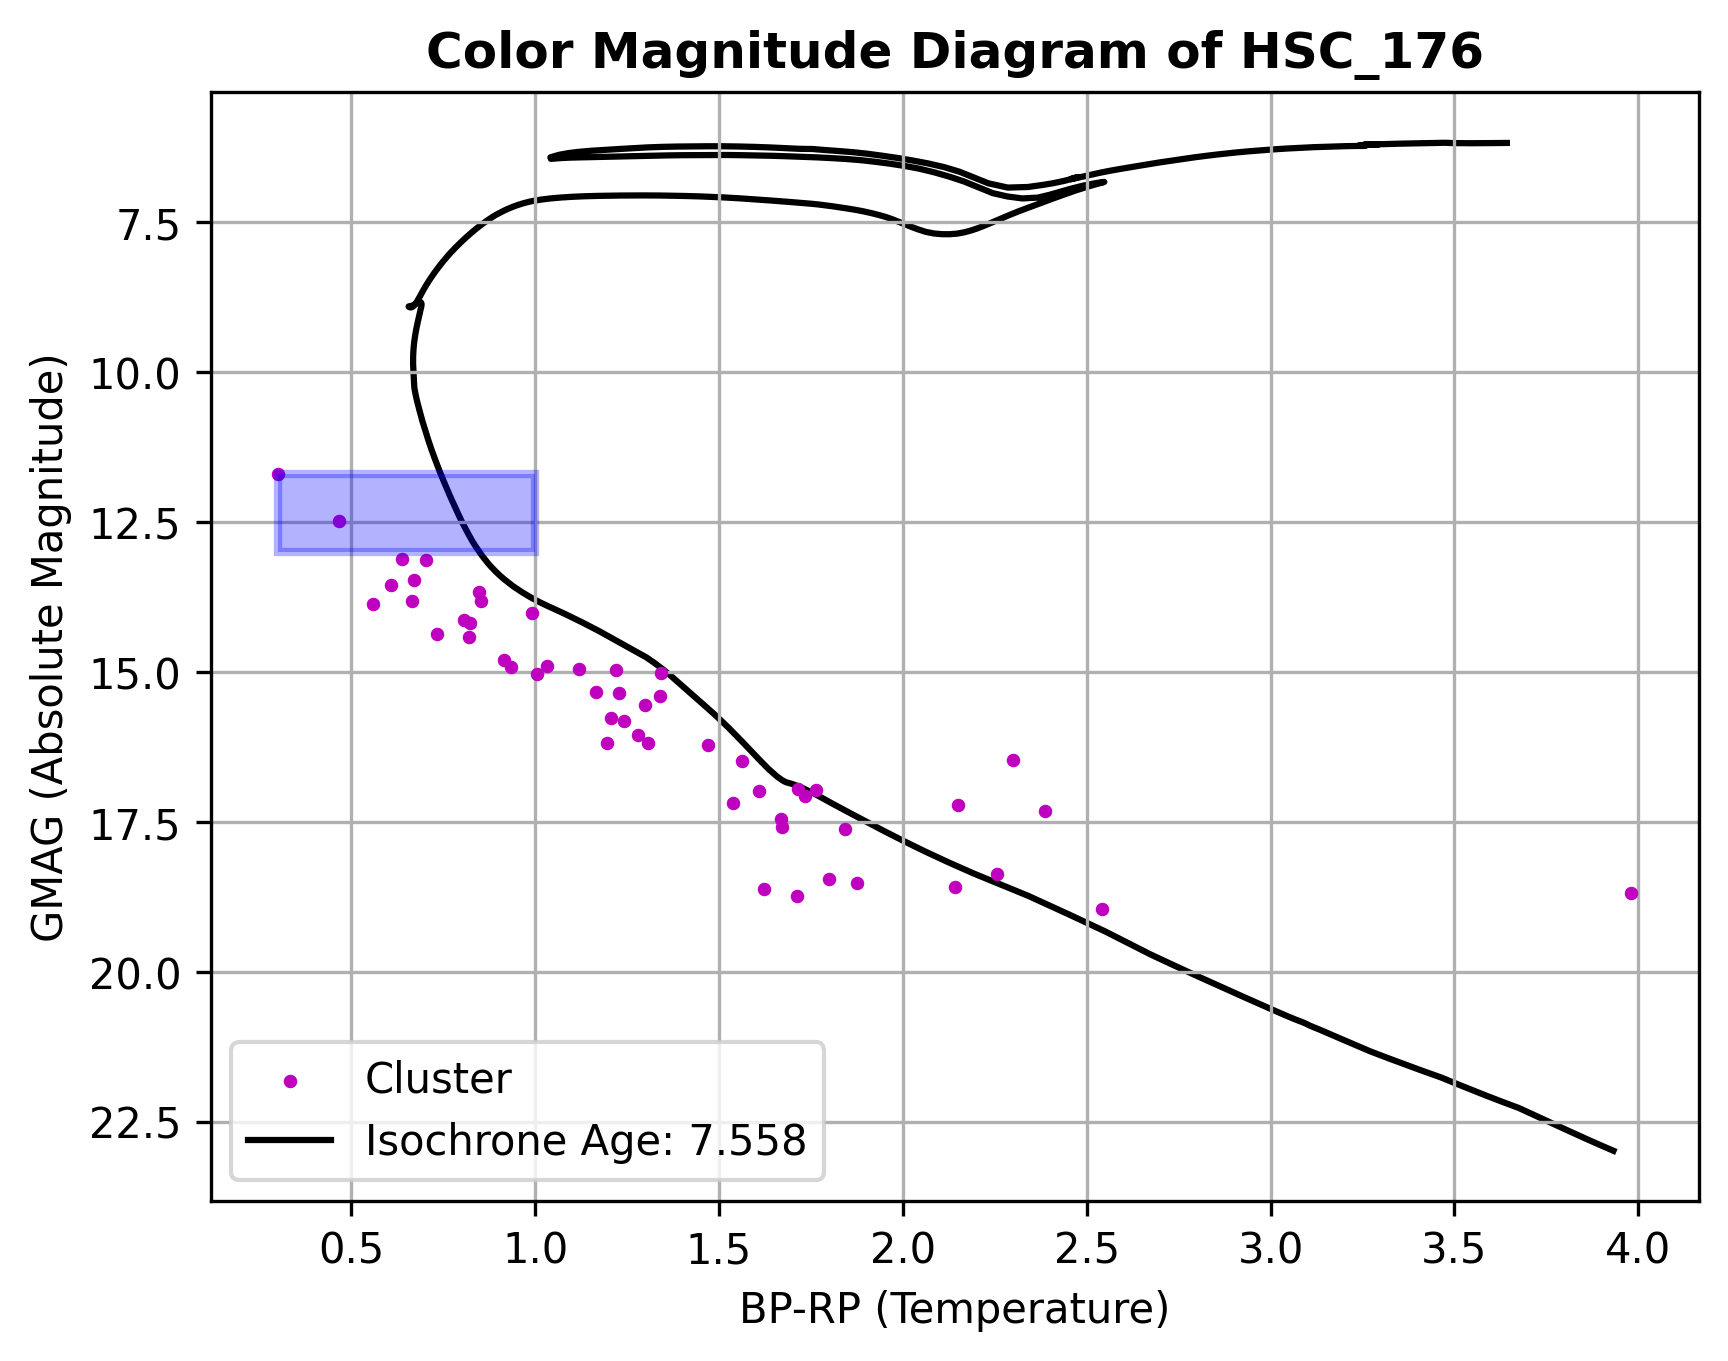 Color Magnitude Diagram of HSC_176
GMAG (Absolute Magnitude)
7.5
10.0
12.5
15.0
17.5
20.0
22.5
Cluster
Isochrone Age: 7.558
0.5 1.0 1.5 2.0 2.5 3.0 3.5 4.0
BP-RP (Temperature)